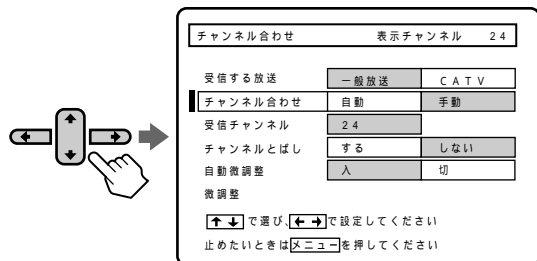 チャンネル合わせ 表示チャンネル 24
受信する放送 一般放送 CATV
チャンネル合わせ 自動 手動
受信チャンネル 24
チャンネルとばし する しない
自動微調整 入 切
微調整
↑↓で選び、←→で設定してください
止めたいときはメニューを押してください